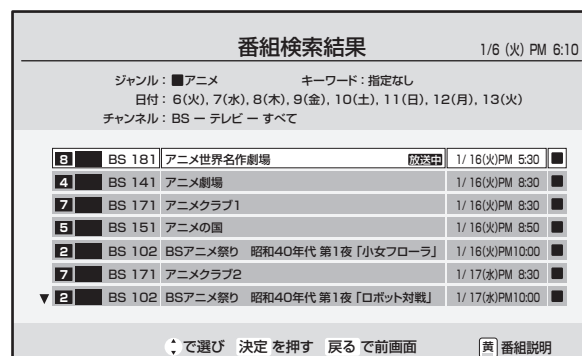 番組検索結果 1/6 (火) PM 6:10
ジャンル：■アニメ キーワード：指定なし
日付：6(火), 7(水), 8(木), 9(金), 10(土), 11(日), 12(月), 13(火)
チャンネル：BS ー テレビ ー すべて
8 BS 181 アニメ世界名作劇場 放送中 1/ 16(火)PM 5:30
4 BS 141 アニメ劇場 1/ 16(火)PM 8:30
7 BS 171 アニメクラブ1 1/ 16(火)PM 8:30
5 BS 151 アニメの国 1/ 16(火)PM 8:50
2 BS 102 BSアニメ祭り 昭和40年代 第1夜「小女フローラ」 1/ 16(火)PM10:00
7 BS 171 アニメクラブ2 1/ 17(水)PM 8:30
▼ 2 BS 102 BSアニメ祭り 昭和40年代 第1夜「ロボット対戦」 1/ 17(水)PM10:00
で選び 決定 を押す 戻る で前画面 黄 番組説明